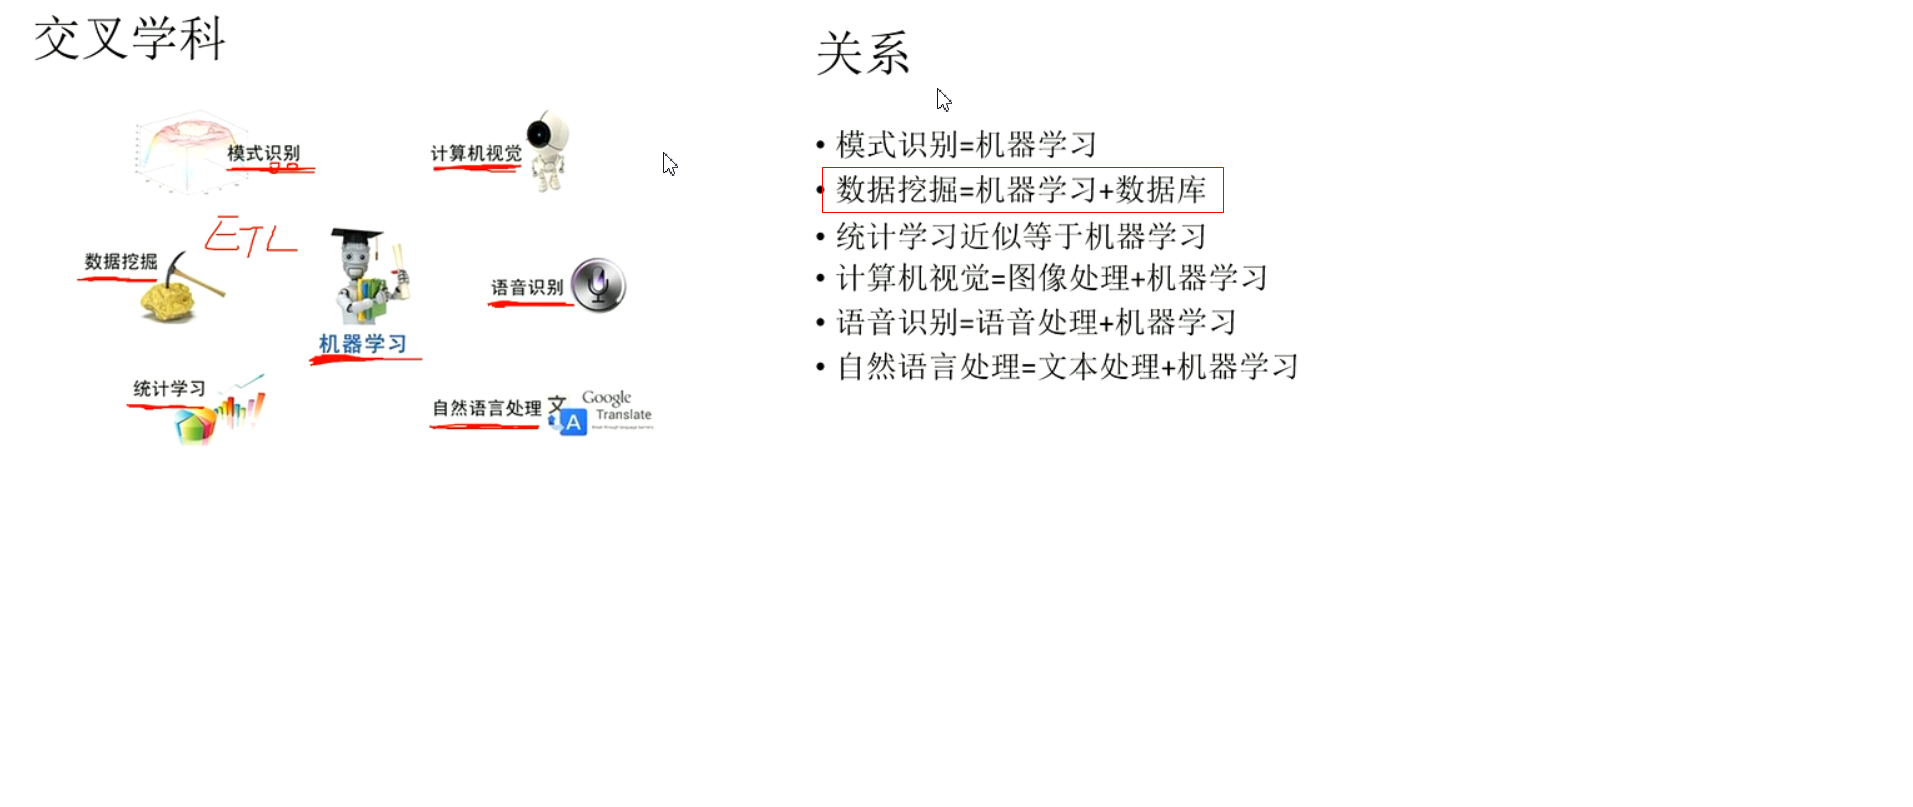 交叉学科
模式识别
计算机视觉
ETL
数据挖掘
语音识别
机器学习
统计学习
自然语言处理
文
A
Google
Translate
关系
• 模式识别=机器学习
• 数据挖掘=机器学习+数据库
• 统计学习近似等于机器学习
• 计算机视觉=图像处理+机器学习
• 语音识别=语音处理+机器学习
• 自然语言处理=文本处理+机器学习